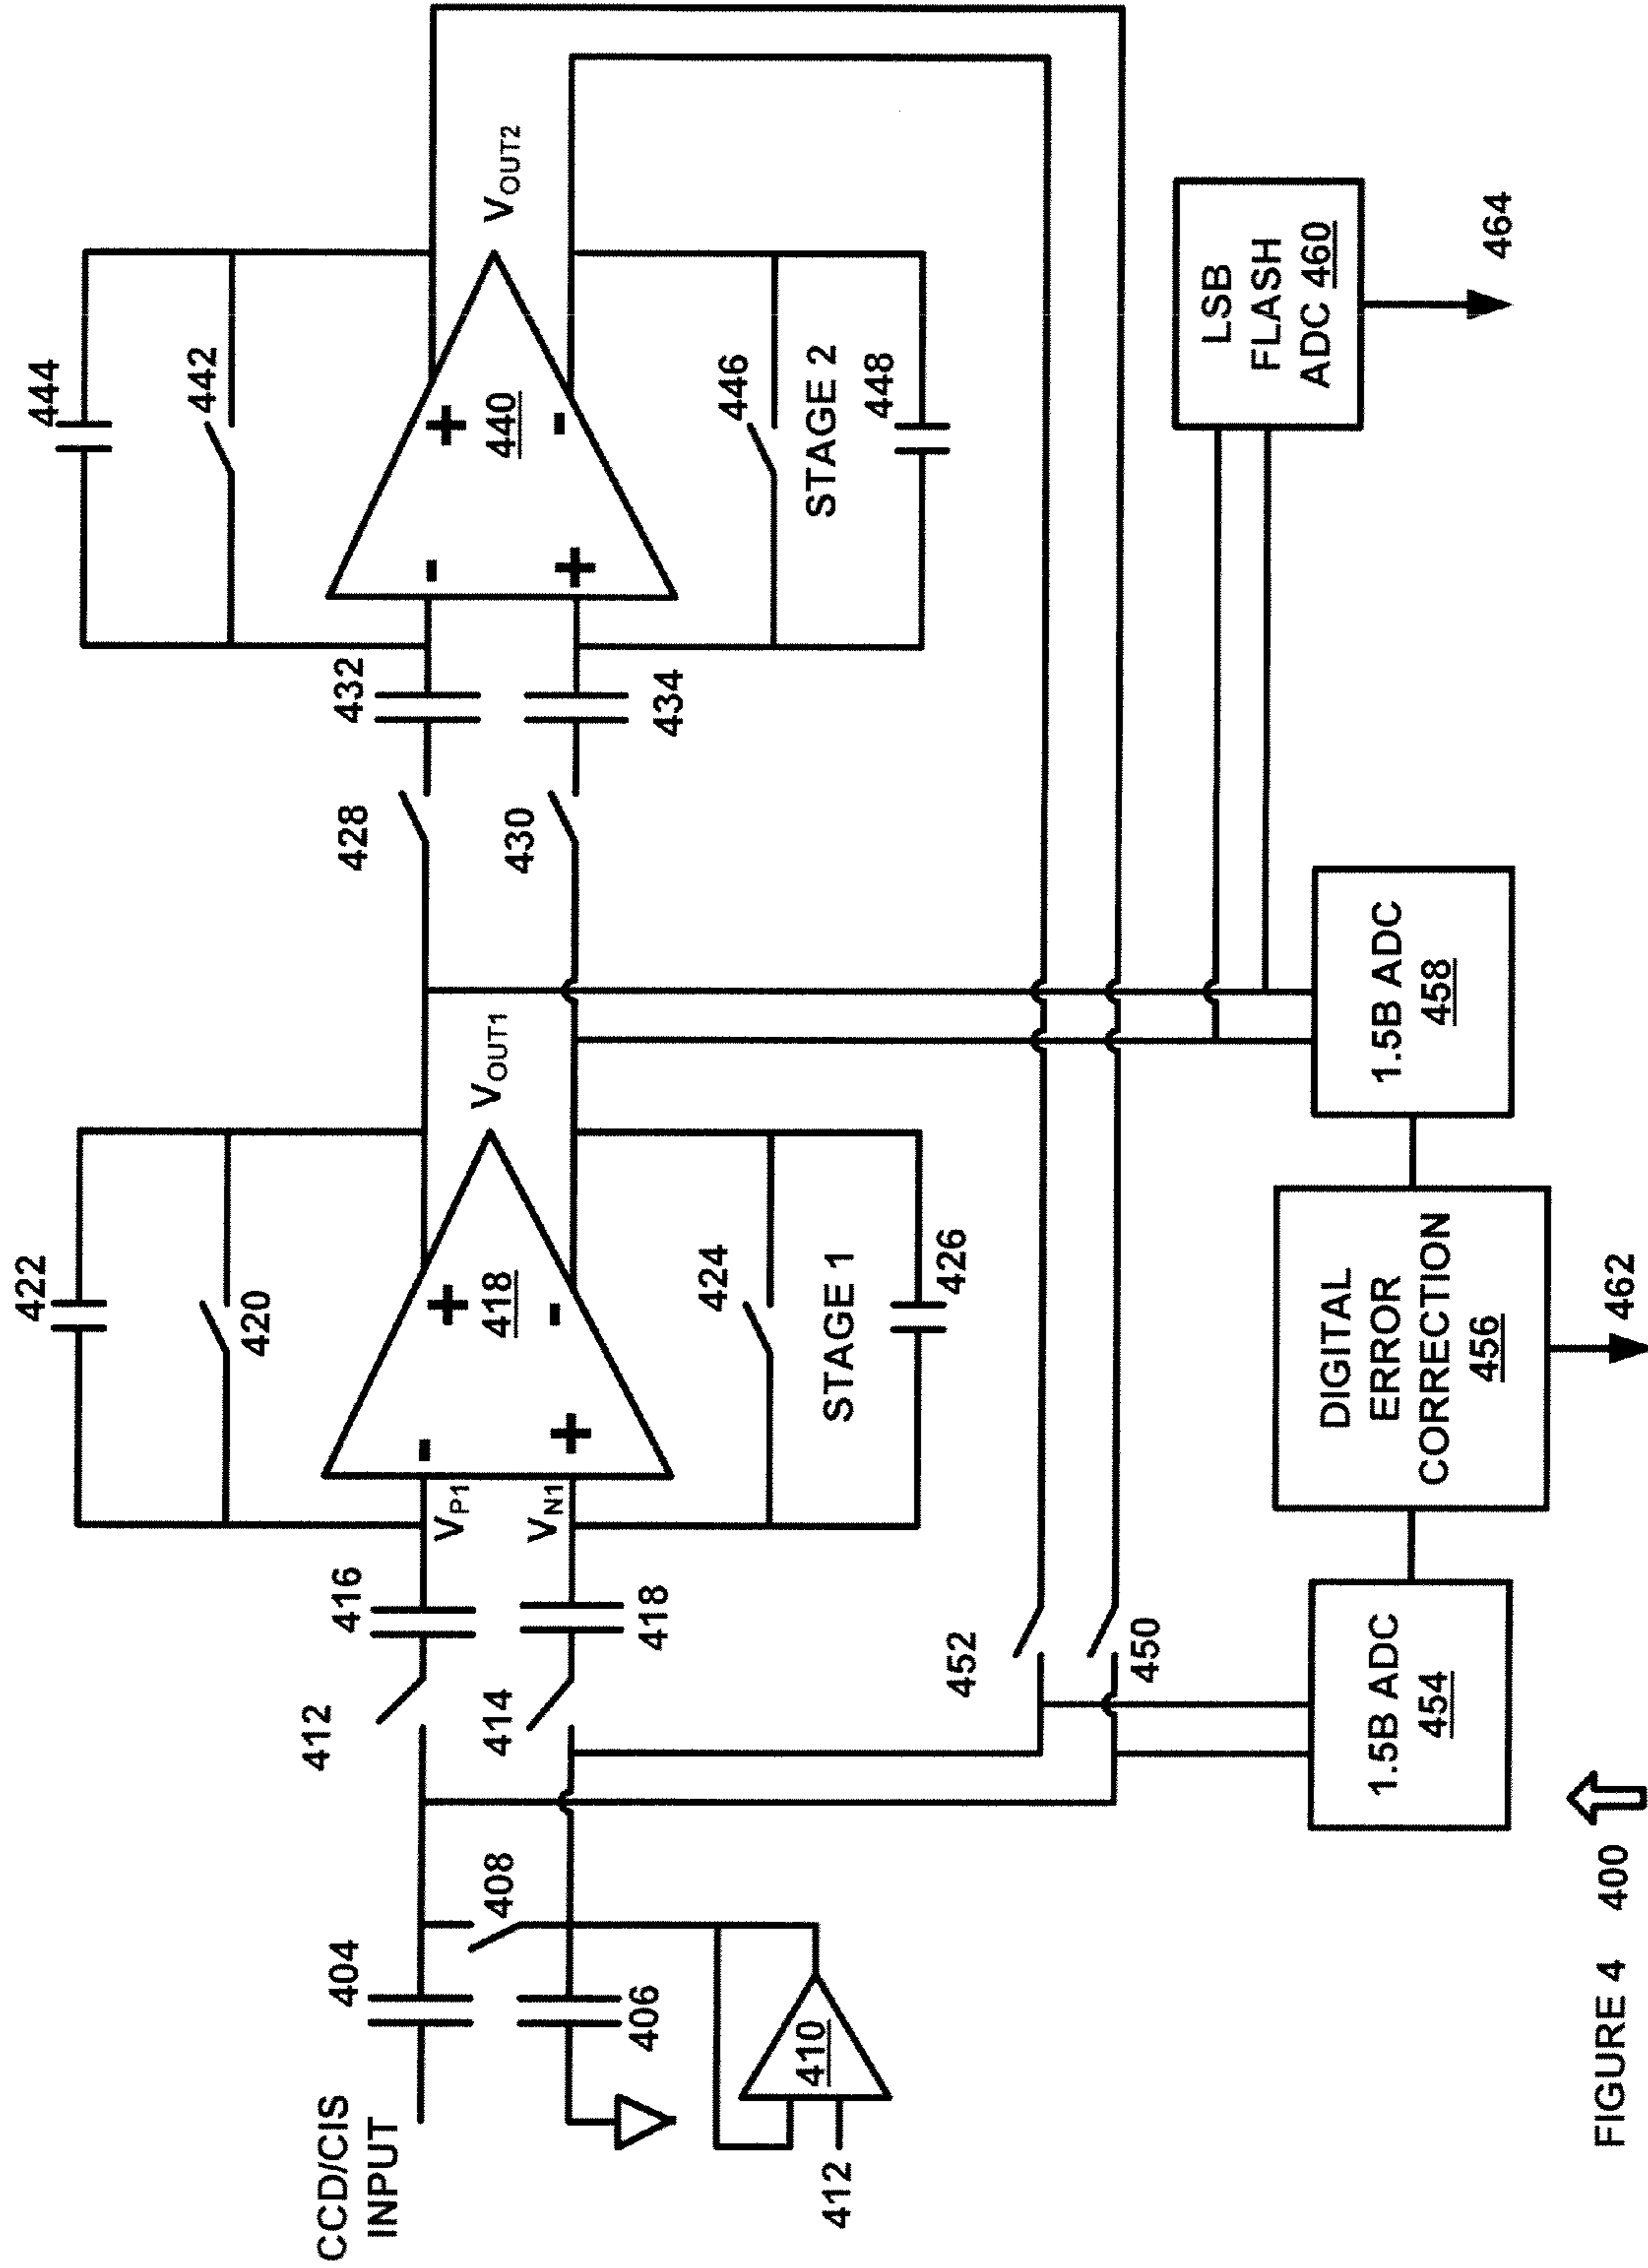 444
442
V_OUT2
+
440
-
-
+
446
STAGE 2
448
432
434
428
430
LSB
FLASH
ADC 460
464
422
420
V_OUT1
+
418
-
-
+
424
STAGE 1
426
V_P1
V_N1
416
418
412
414
452
450
1.5B ADC
458
DIGITAL
ERROR
CORRECTION
456
462
1.5B ADC
454
408
404
406
410
412
CCD/CIS
INPUT
FIGURE 4 400